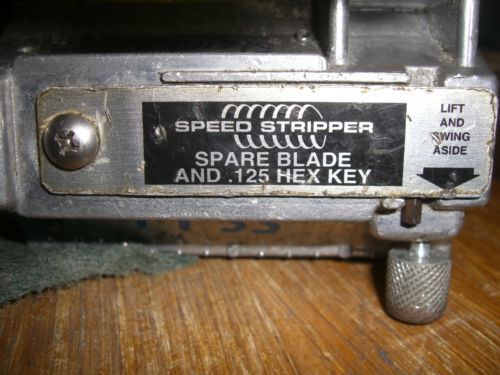 SPEED STRIPPER
SPARE BLADE
AND .125 HEX KEY
LIFT
AND
SWING
ASIDE